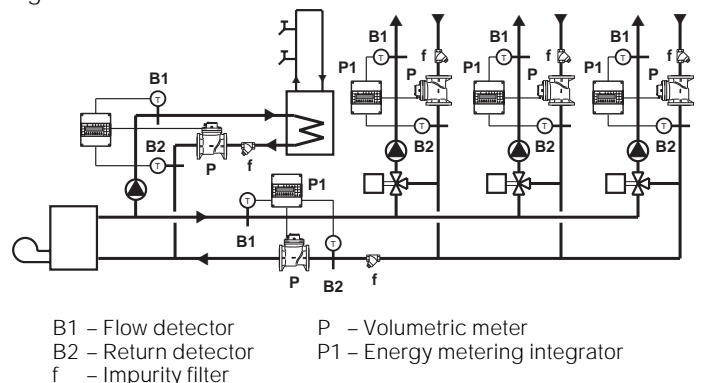 B1 B1 B1
f f f
P1 P P1 P P1 P
B1
B2 B2 B2
B2
P f
P1
B1
P B2 f
B1 – Flow detector P – Volumetric meter
B2 – Return detector P1 – Energy metering integrator
f – Impurity filter